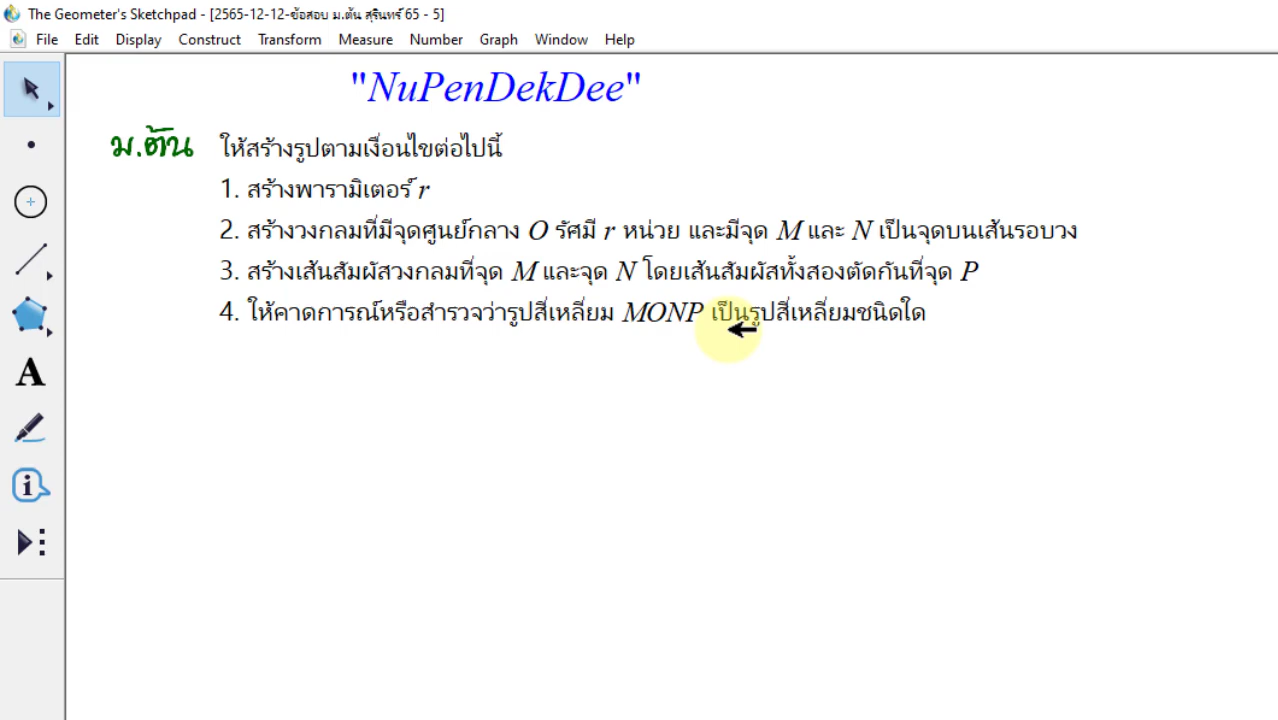 The Geometer's Sketchpad - [2565-12-12-ข้อสอบ ม.ต้น สุรินทร์ 65 - 5]
File Edit Display Construct Transform Measure Number Graph Window Help
"NuPenDekDee"
ม.ต้น ให้สร้างรูปตามเงื่อนไขต่อไปนี้
1. สร้างพารามิเตอร์ r
2. สร้างวงกลมที่มีจุดศูนย์กลาง O รัศมี r หน่วย และมีจุด M และ N เป็นจุดบนเส้นรอบวง
3. สร้างเส้นสัมผัสวงกลมที่จุด M และจุด N โดยเส้นสัมผัสทั้งสองตัดกันที่จุด P
4. ให้คาดการณ์หรือสำรวจว่ารูปสี่เหลี่ยม MONP เป็นรูปสี่เหลี่ยมชนิดใด
A
i